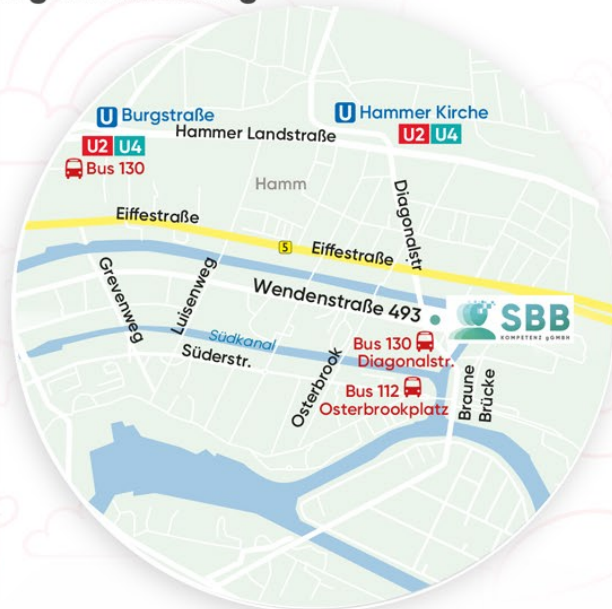 U Burgstraße
U2 U4
Bus 130
U Hammer Kirche
U2 U4
Hammer Landstraße
Hamm
Diagonalstr
Eiffestraße
5
Eiffestraße
Grevenweg
Luisenweg
Wendenstraße 493
SBB
KOMPETENZ gGMBH
Südkanal
Süderstr.
Bus 130
Diagonalstr.
Osterbrook
Bus 112
Osterbrookplatz
Braune
Brücke